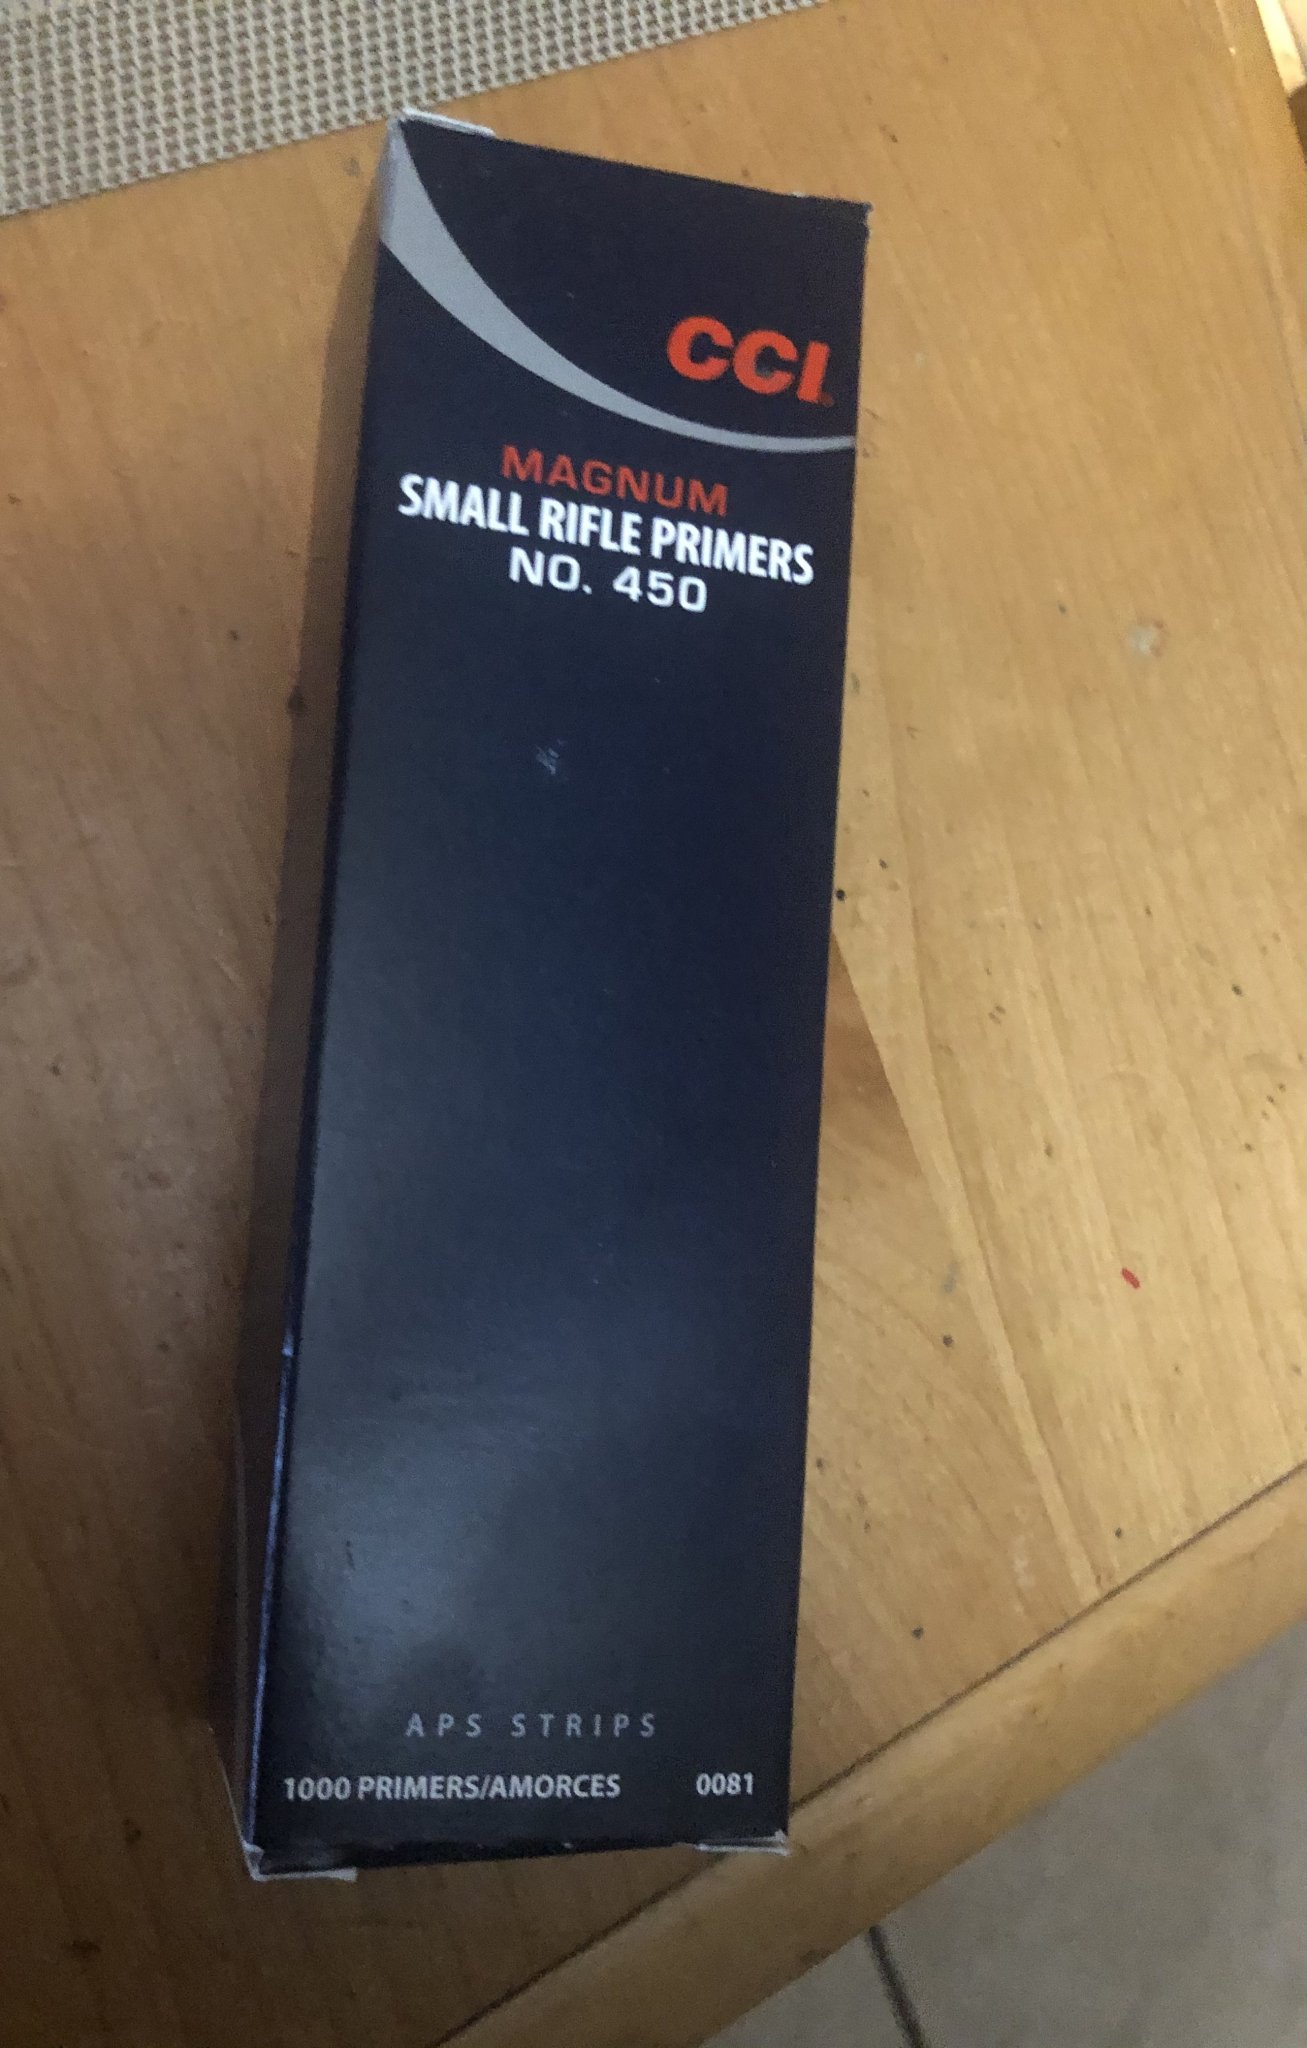 CCI
MAGNUM
SMALL RIFLE PRIMERS
NO. 450
APS STRIPS
1000 PRIMERS/AMORCES 0081